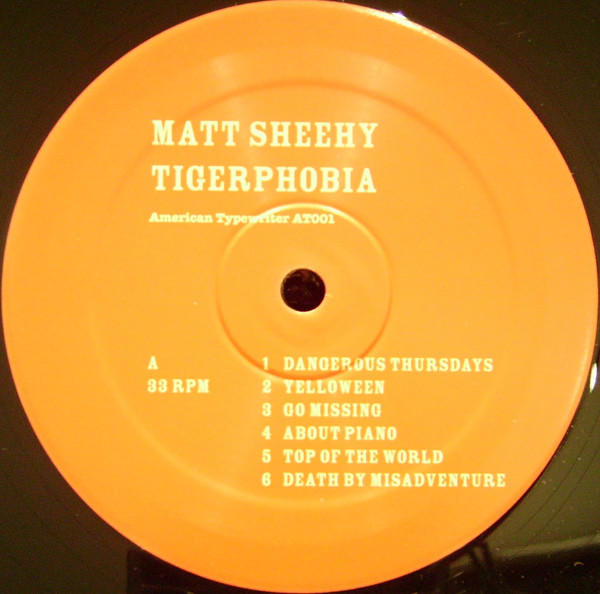 MATT SHEEHY
TIGERPHOBIA
American Typewriter AT001
A
33 RPM
1 DANGEROUS THURSDAYS
2 YELLOWEEN
3 GO MISSING
4 ABOUT PIANO
5 TOP OF THE WORLD
6 DEATH BY MISADVENTURE